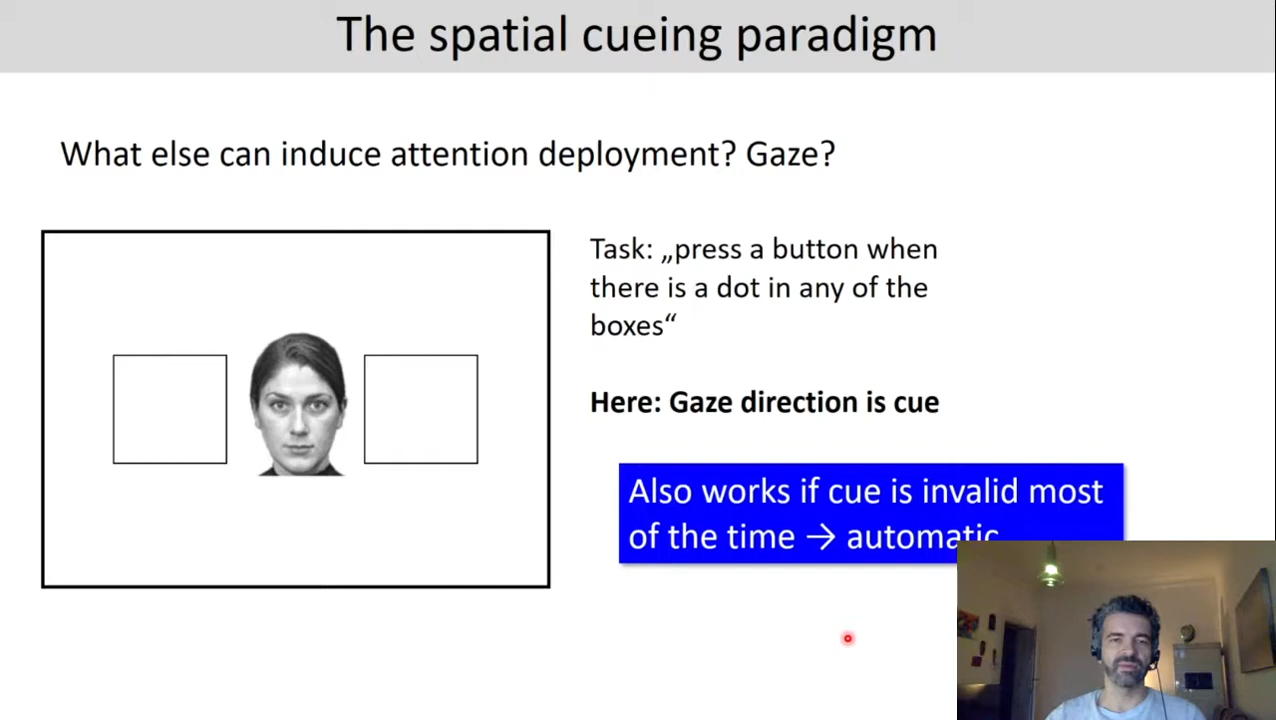 The spatial cueing paradigm
What else can induce attention deployment? Gaze?
Task: „press a button when
there is a dot in any of the
boxes“
Here: Gaze direction is cue
Also works if cue is invalid most
of the time → automatic